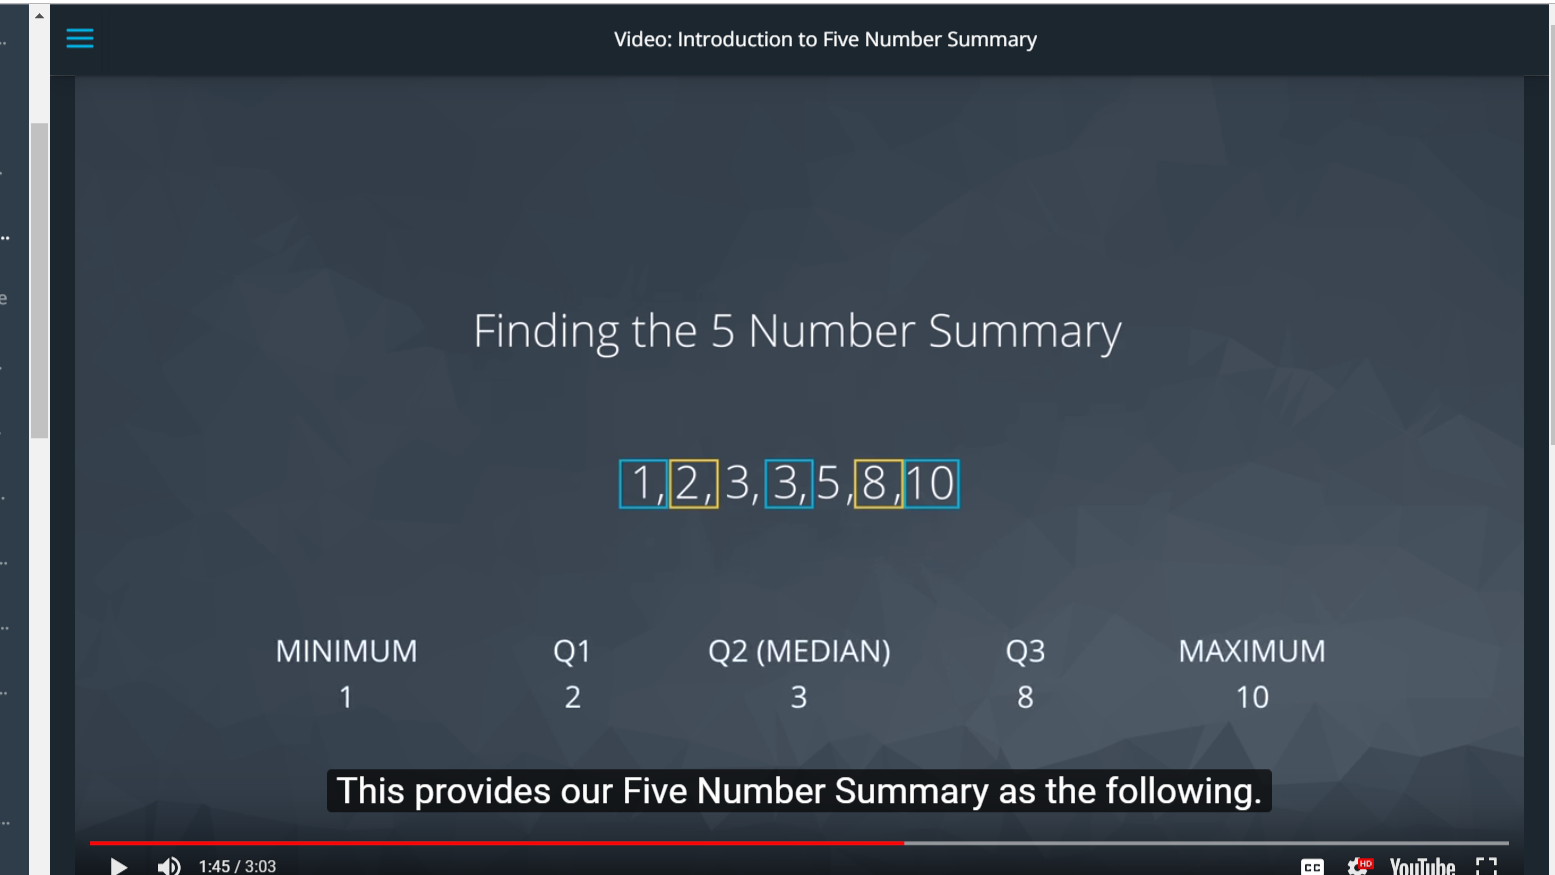 Video: Introduction to Five Number Summary
Finding the 5 Number Summary
1, 2, 3, 3, 5, 8, 10
MINIMUM Q1 Q2 (MEDIAN) Q3 MAXIMUM
1 2 3 8 10
This provides our Five Number Summary as the following.
1:45 / 3:03 CC HD YouTube